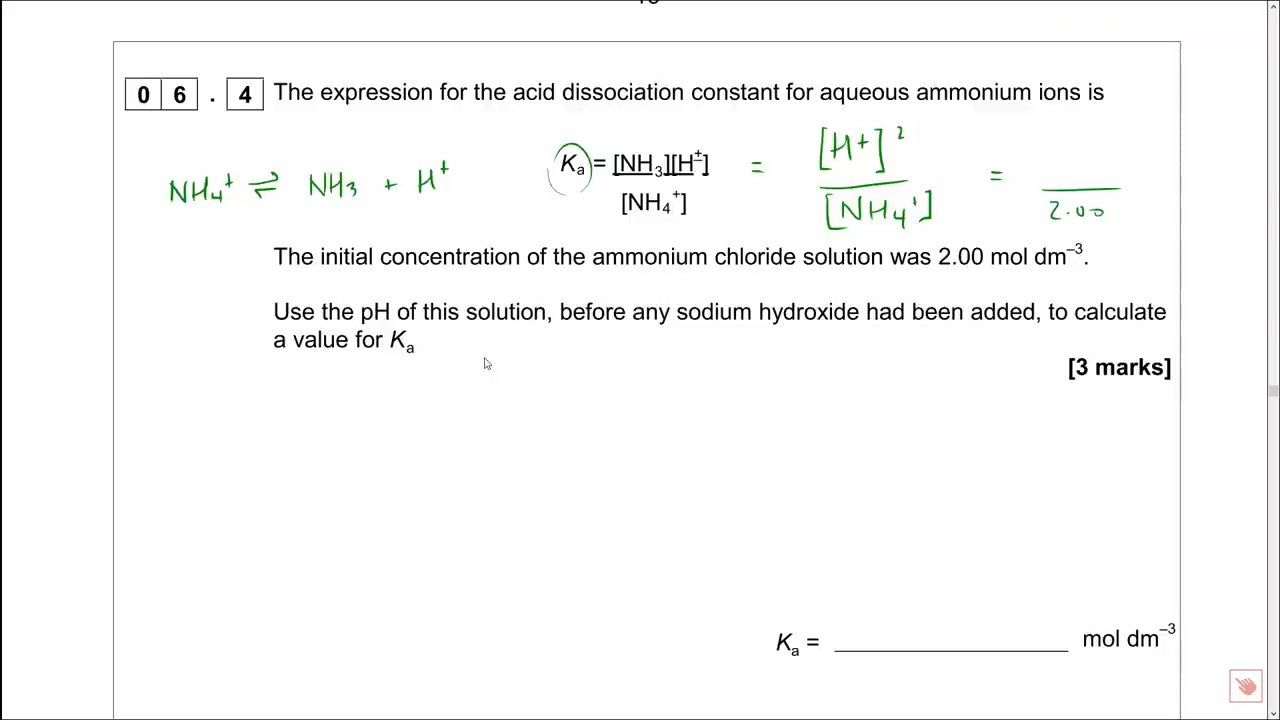 0 6 . 4 The expression for the acid dissociation constant for aqueous ammonium ions is
NH₄⁺ ⇌ NH₃ + H⁺
Kₐ = [NH₃][H⁺] / [NH₄⁺] = [H⁺]² / [NH₄⁺] = / 2.00
The initial concentration of the ammonium chloride solution was 2.00 mol dm⁻³.
Use the pH of this solution, before any sodium hydroxide had been added, to calculate
a value for Kₐ
[3 marks]
Kₐ = ____________________ mol dm⁻³